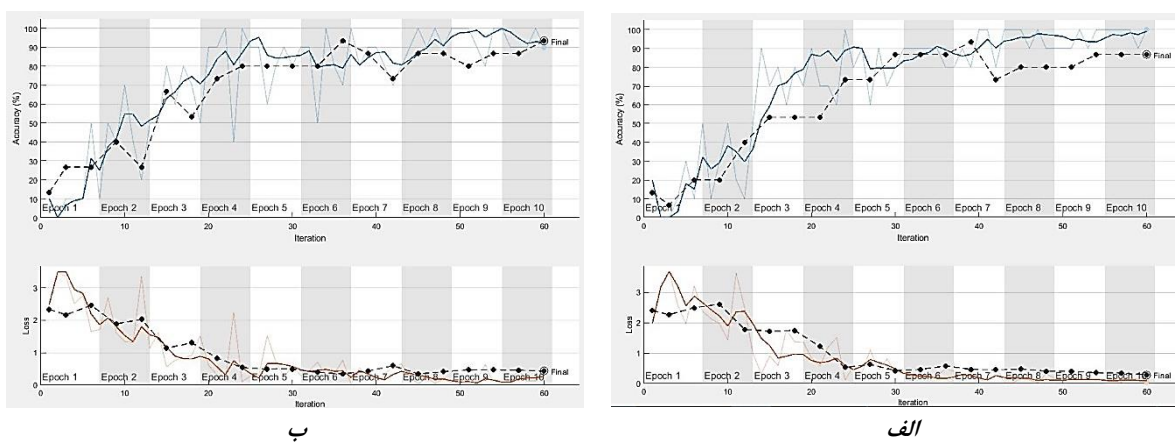 100
90
80
70
60
50
40
30
20
10
0
Accuracy (%)
Final
Epoch 1 Epoch 2 Epoch 3 Epoch 4 Epoch 5 Epoch 6 Epoch 7 Epoch 8 Epoch 9 Epoch 10
0 10 20 30 40 50 60
Iteration
3
2
1
0
Loss
Final
Epoch 1 Epoch 2 Epoch 3 Epoch 4 Epoch 5 Epoch 6 Epoch 7 Epoch 8 Epoch 9 Epoch 10
0 10 20 30 40 50 60
ب
100
90
80
70
60
50
40
30
20
10
0
Accuracy (%)
Final
Epoch Epoch 2 Epoch 3 Epoch 4 Epoch 5 Epoch 6 Epoch 7 Epoch 8 Epoch 9 Epoch 10
0 10 20 30 40 50 60
Iteration
3
2
1
0
Loss
Final
Epoch 1 Epoch 2 Epoch 3 Epoch 4 Epoch 5 Epoch 6 Epoch 7 Epoch 8 Epoch 9 Epoch 10
0 10 20 30 40 50 60
الف